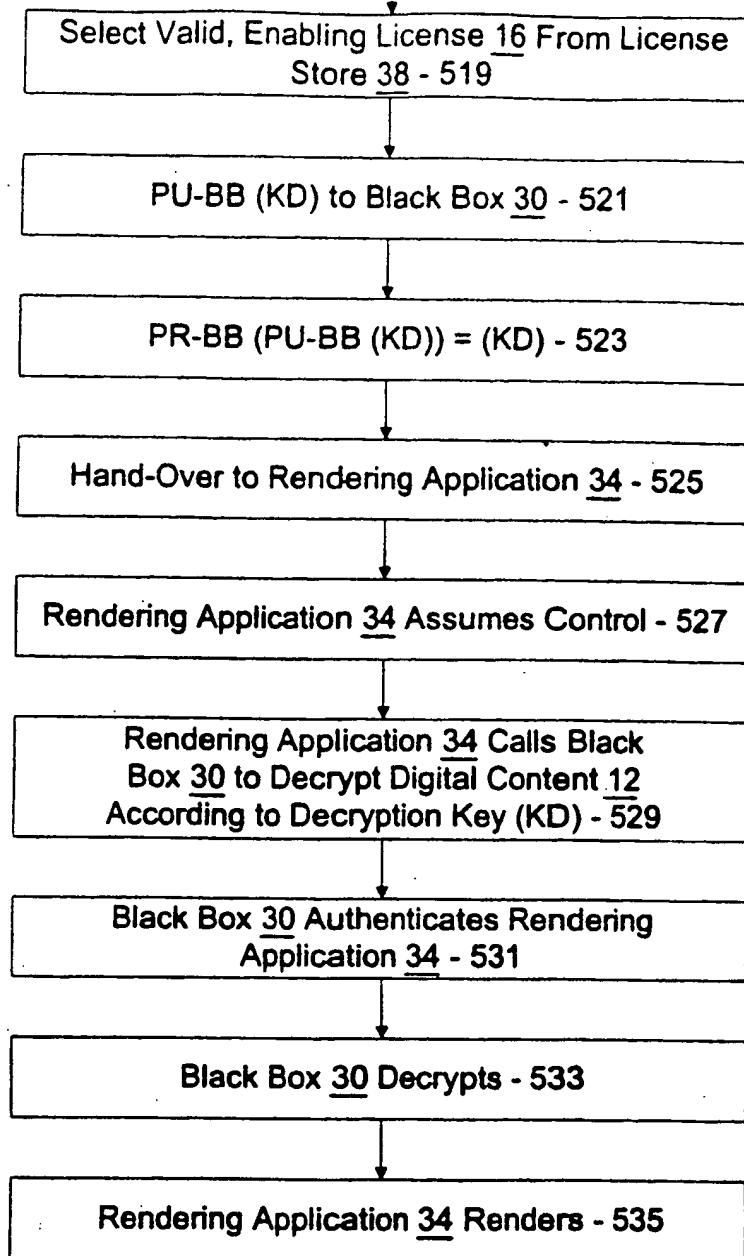 Select Valid, Enabling License 16 From License
Store 38 - 519
PU-BB (KD) to Black Box 30 - 521
PR-BB (PU-BB (KD)) = (KD) - 523
Hand-Over to Rendering Application 34 - 525
Rendering Application 34 Assumes Control - 527
Rendering Application 34 Calls Black
Box 30 to Decrypt Digital Content 12
According to Decryption Key (KD) - 529
Black Box 30 Authenticates Rendering
Application 34 - 531
Black Box 30 Decrypts - 533
Rendering Application 34 Renders - 535